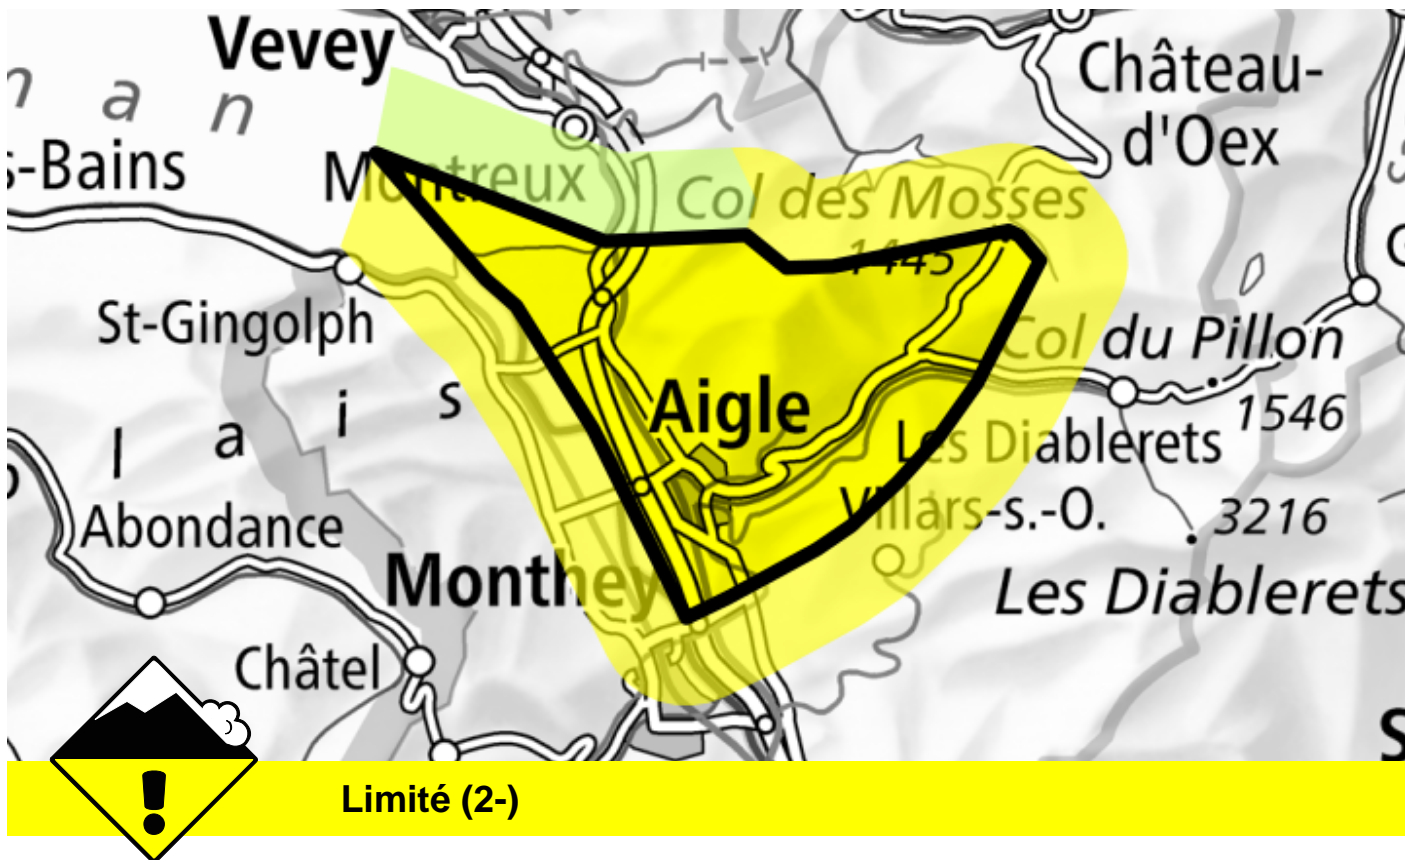 Vevey
Château-
d'Oex
m a n
s-Bains
Montreux
Col des Mosses
1445
St-Gingolph
Col du Pillon
1546
l a i s
Aigle
Les Diablerets
Villars-s.-O.
3216
Abondance
Monthey
Les Diablerets
Châtel
S
Limité (2-)